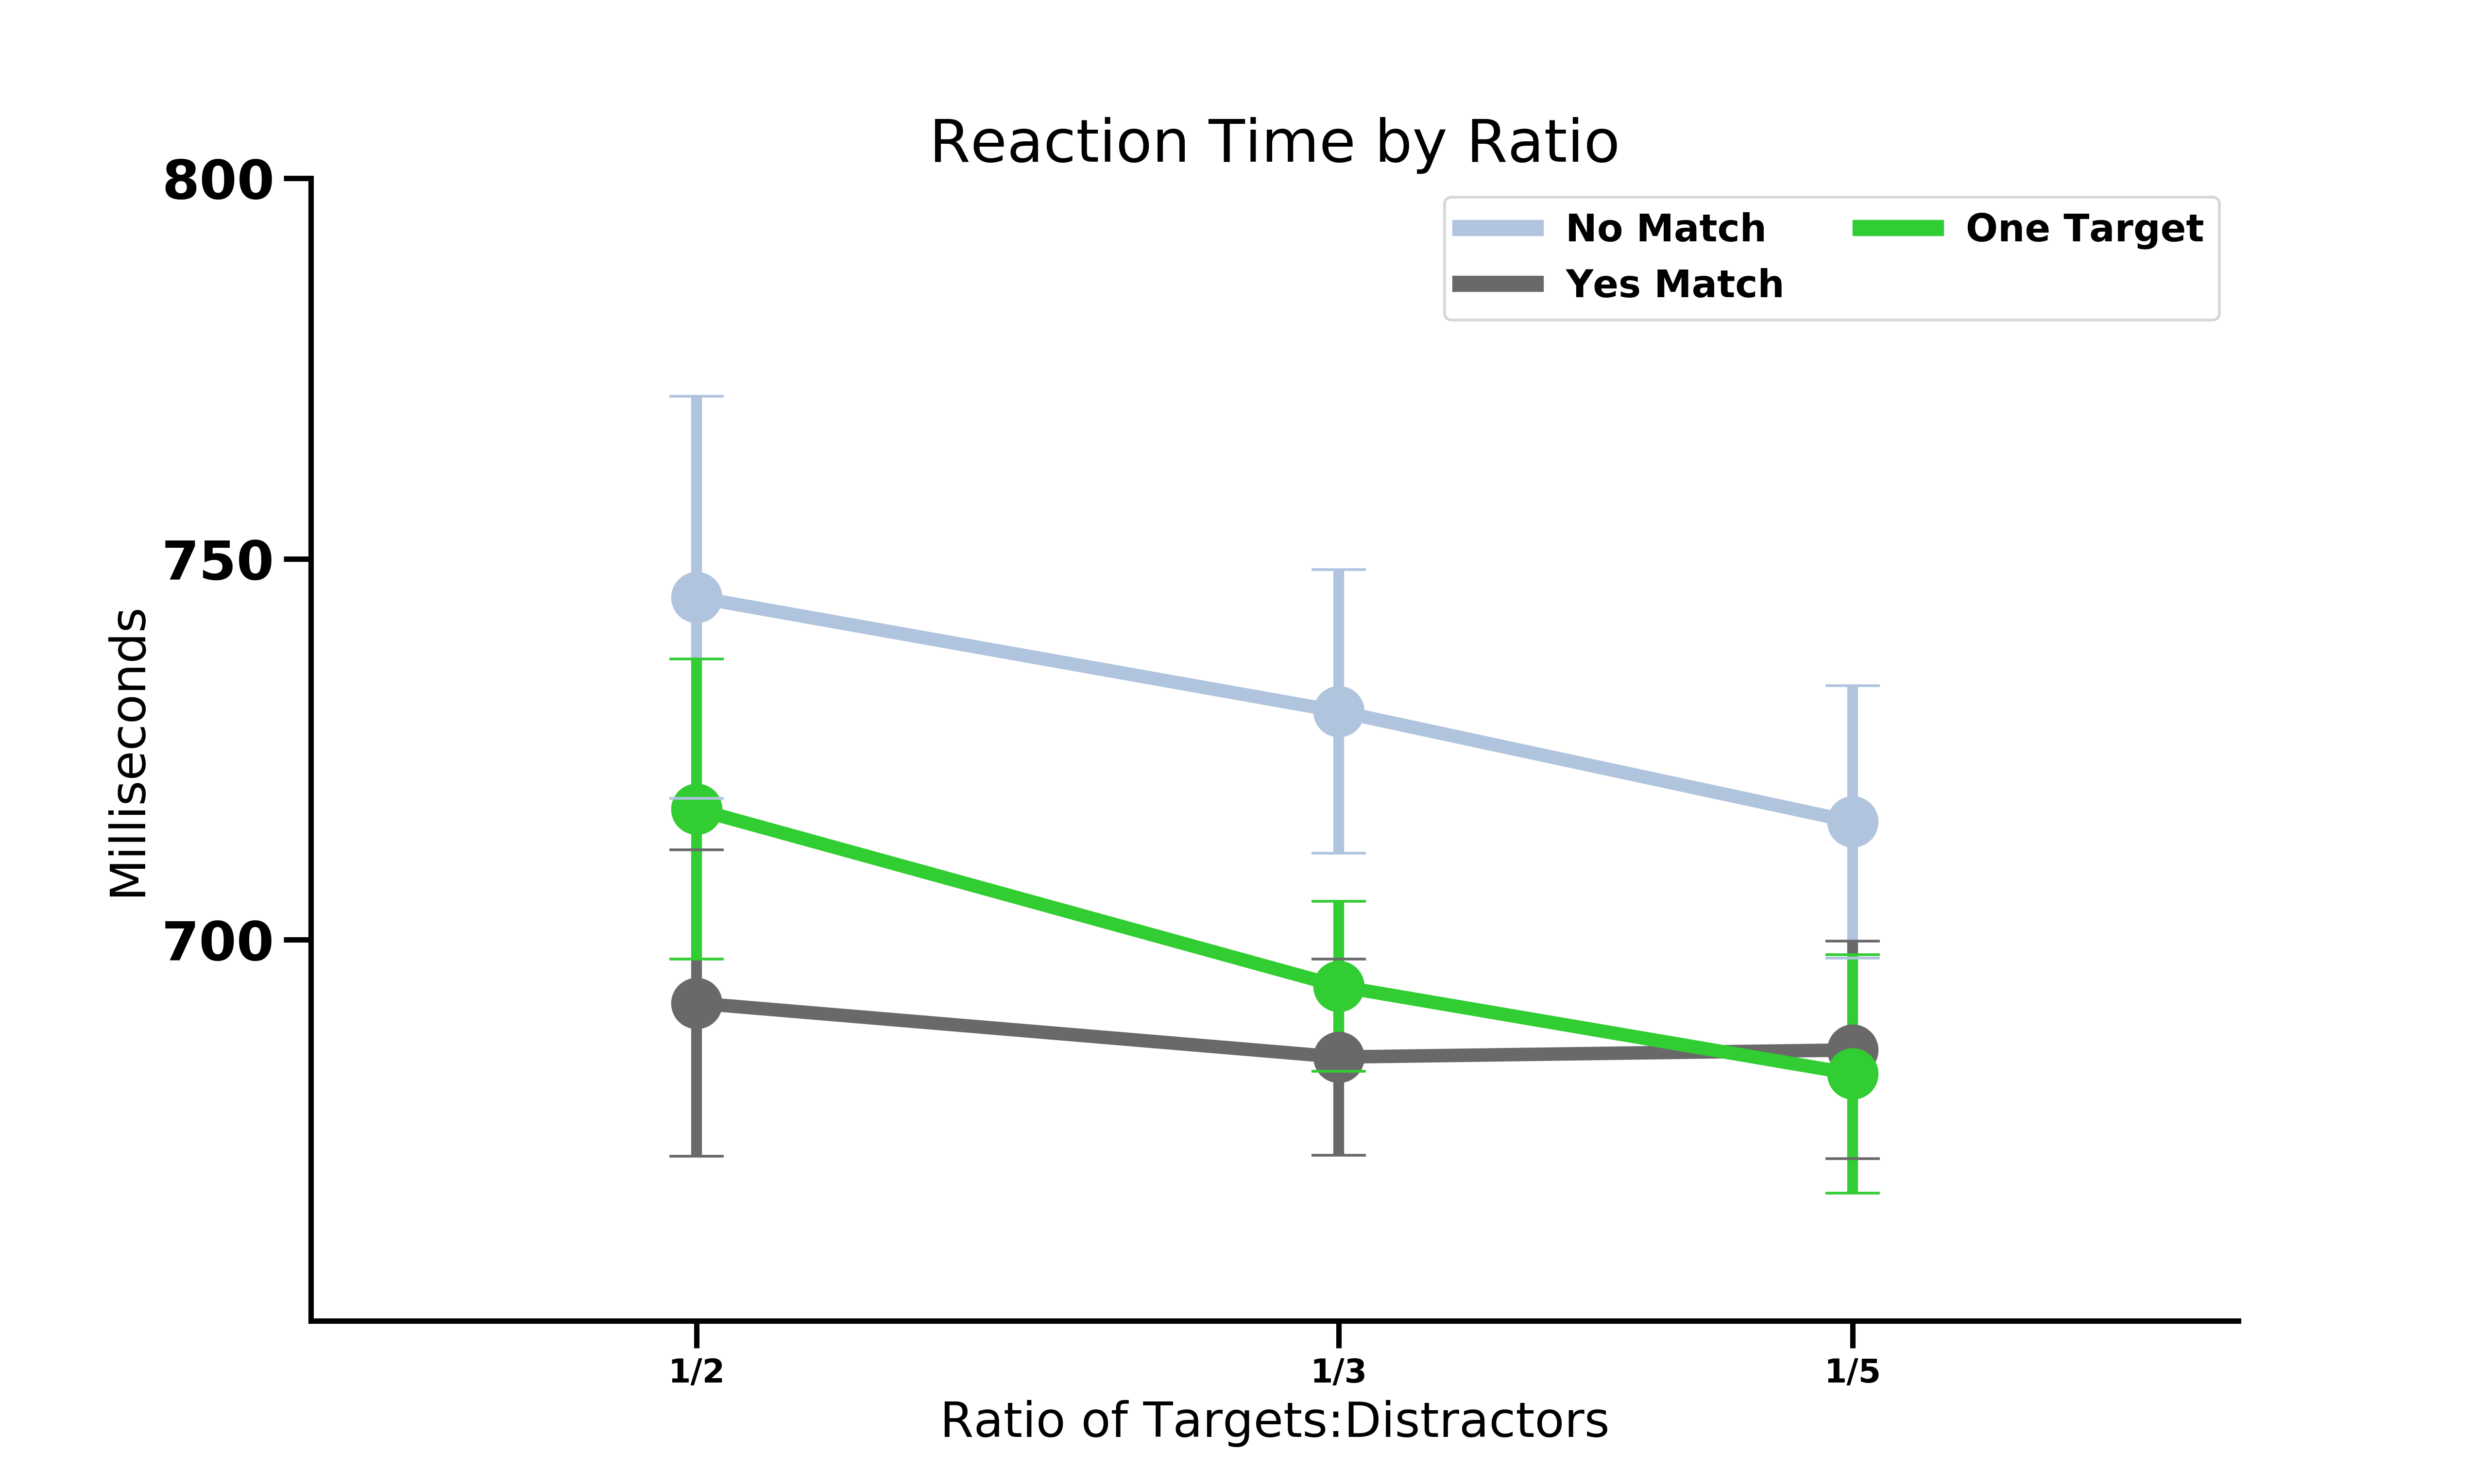 Reaction Time by Ratio
800
750
700
Milliseconds
No Match
Yes Match
One Target
1/2 1/3 1/5
Ratio of Targets:Distractors